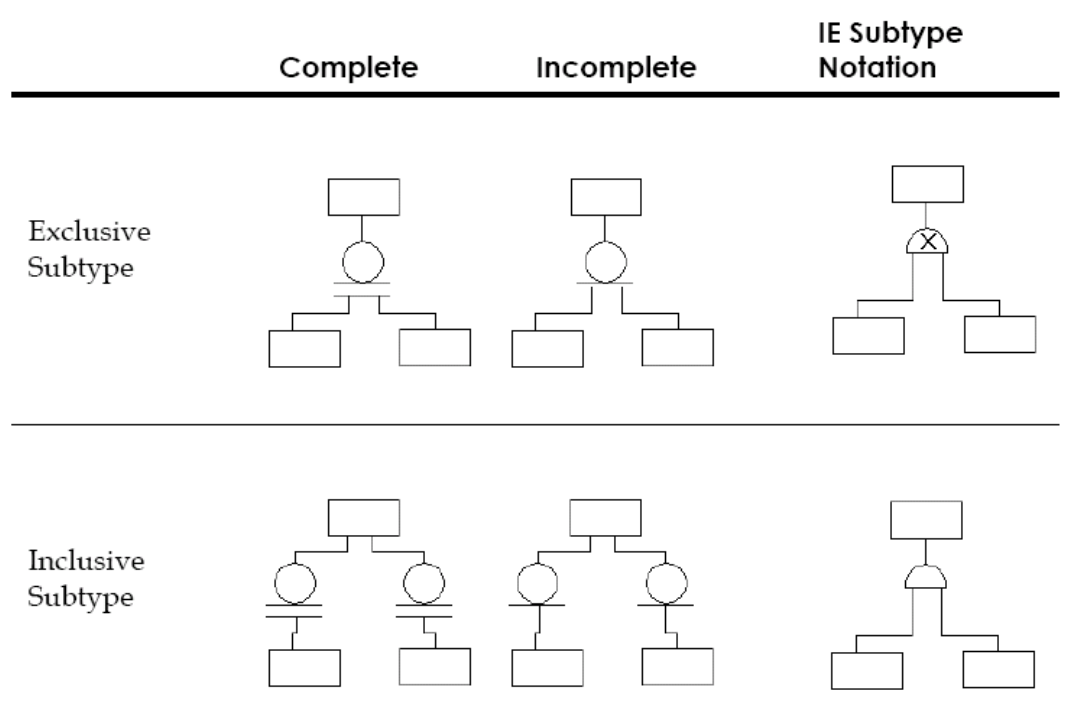 Complete
Incomplete
IE Subtype
Notation
Exclusive
Subtype
X
Inclusive
Subtype